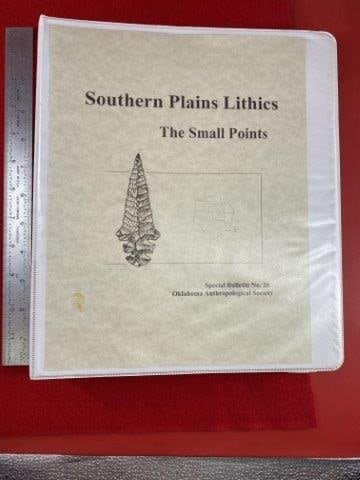 Southern Plains Lithics
The Small Points
Special Bulletin No. 26
Oklahoma Anthropological Society